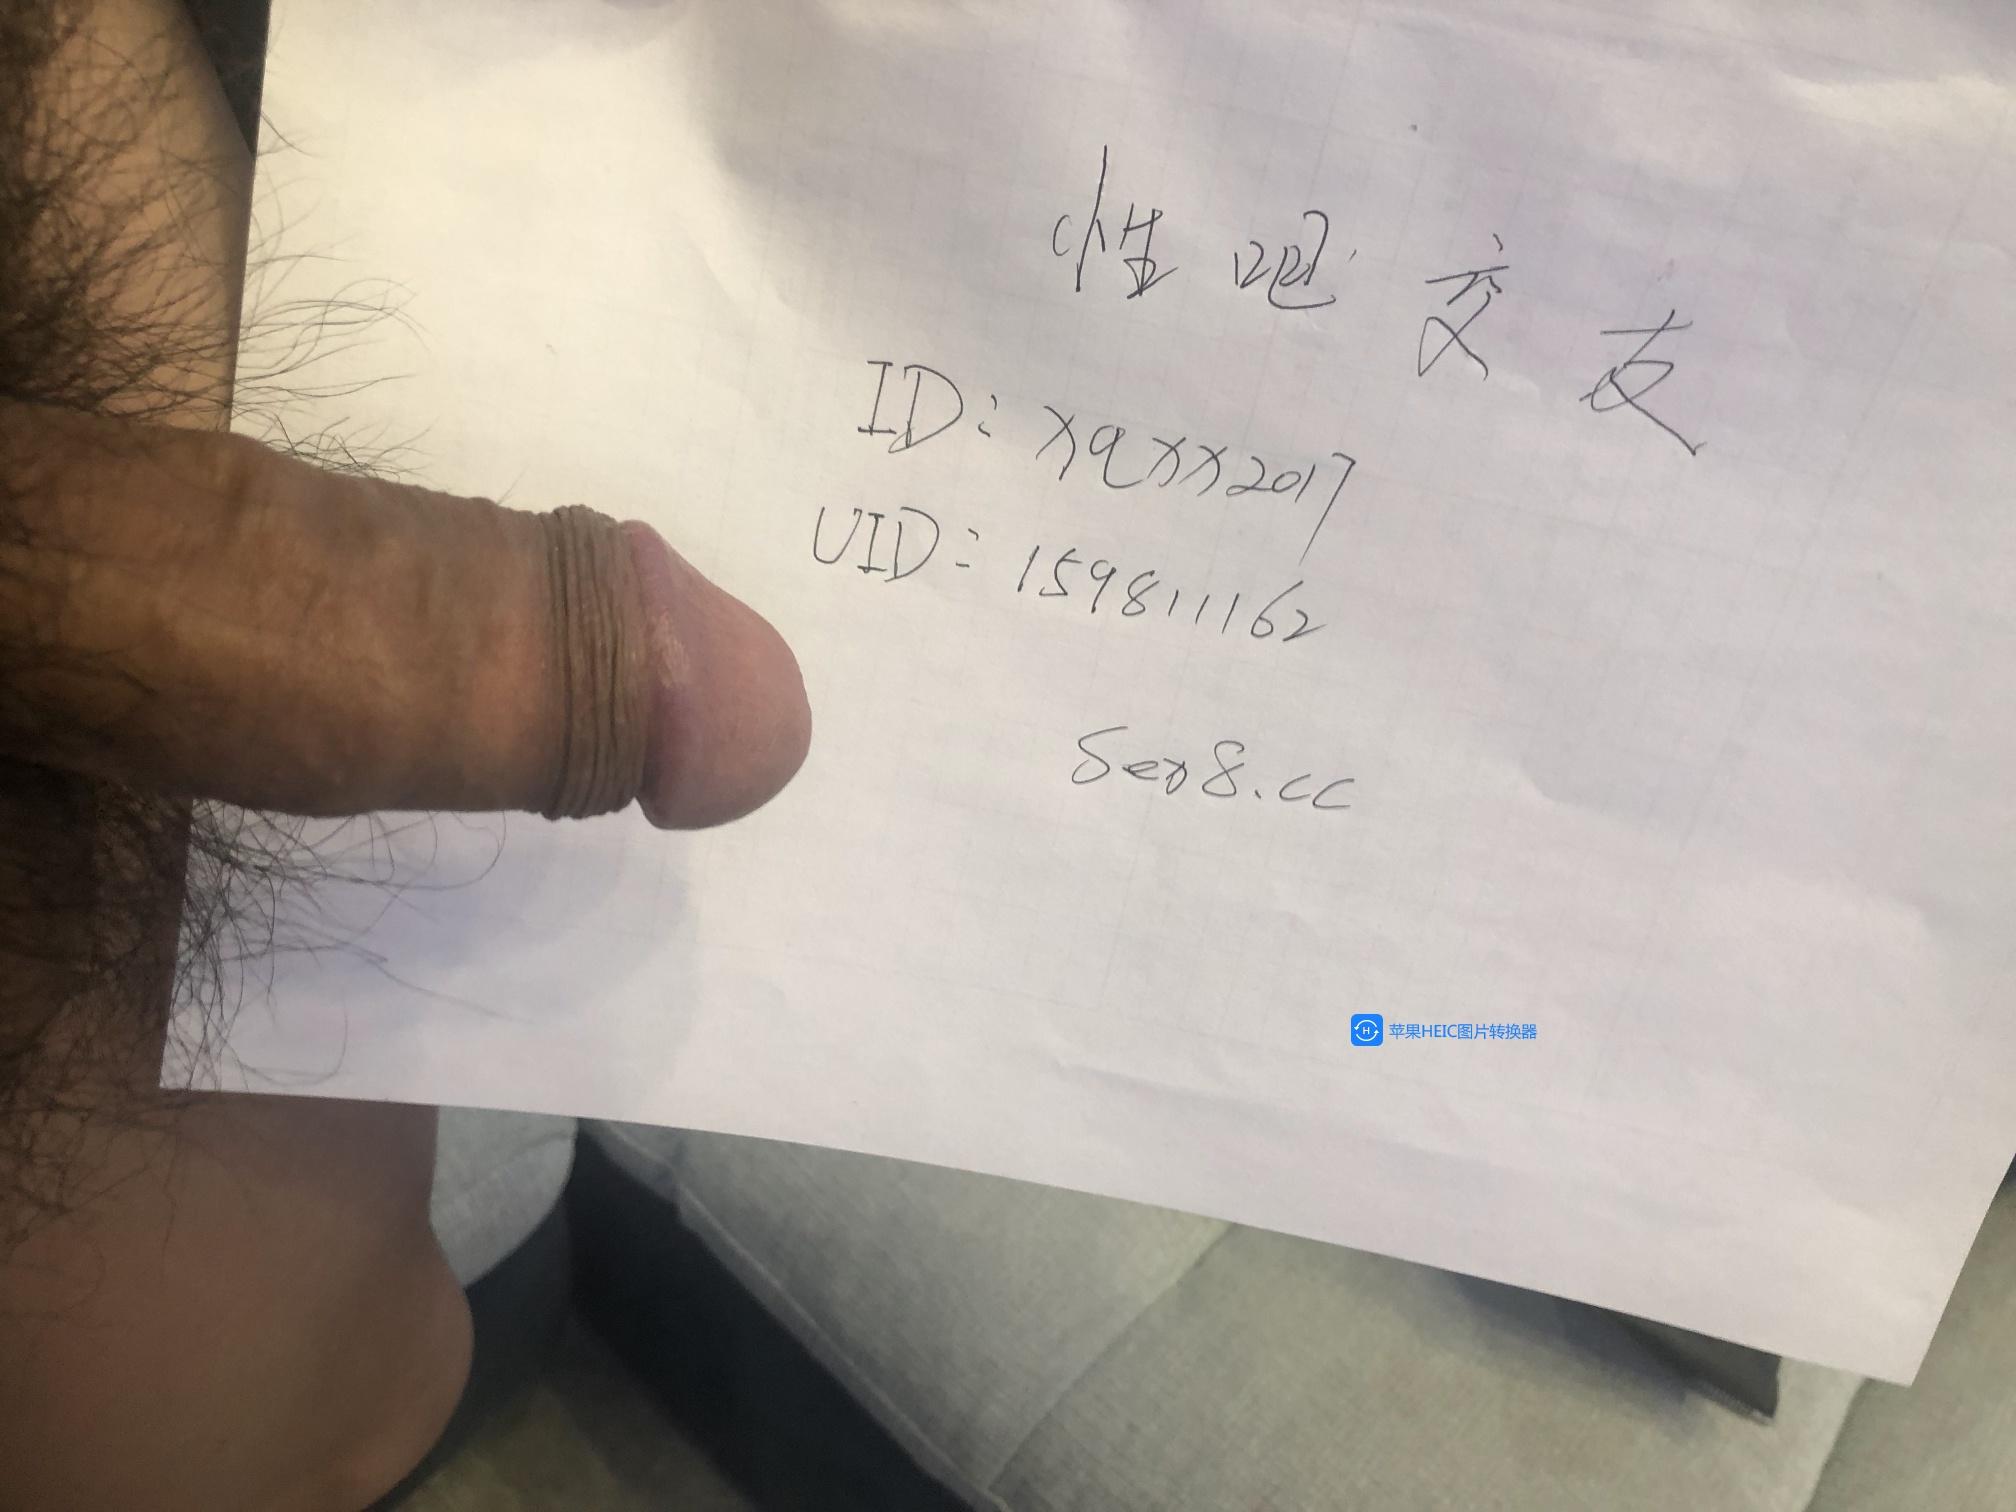 性吧交友
ID: xqxx2017
UID: 159811162
Sex8.cc
苹果HEIC图片转换器